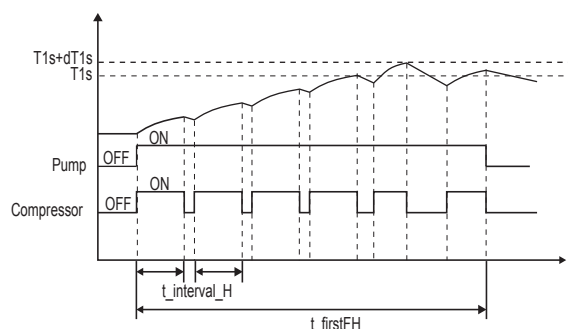 T1s+dT1s
T1s
ON
OFF
Pump
ON
OFF
Compressor
t_interval_H
t_firstFH